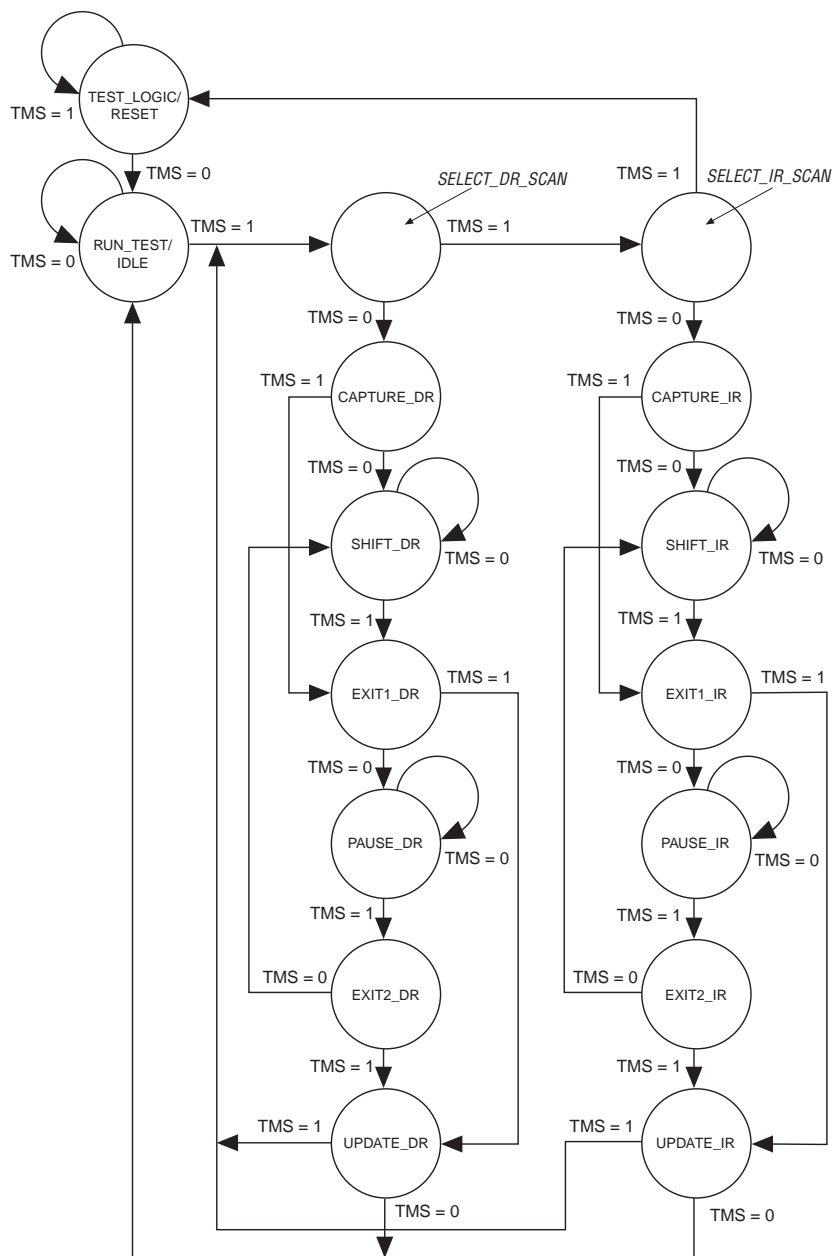 TEST_LOGIC/
RESET
TMS = 1
TMS = 0
SELECT_DR_SCAN
TMS = 1
SELECT_IR_SCAN
RUN_TEST/
IDLE
TMS = 0
TMS = 1
TMS = 1
TMS = 0
TMS = 0
TMS = 1
CAPTURE_DR
TMS = 1
CAPTURE_IR
TMS = 0
TMS = 0
SHIFT_DR
TMS = 0
SHIFT_IR
TMS = 0
TMS = 1
TMS = 1
EXIT1_DR
TMS = 1
EXIT1_IR
TMS = 1
TMS = 0
TMS = 0
PAUSE_DR
TMS = 0
PAUSE_IR
TMS = 0
TMS = 1
TMS = 1
TMS = 0
EXIT2_DR
TMS = 0
EXIT2_IR
TMS = 1
TMS = 1
TMS = 1
UPDATE_DR
TMS = 1
UPDATE_IR
TMS = 0
TMS = 0